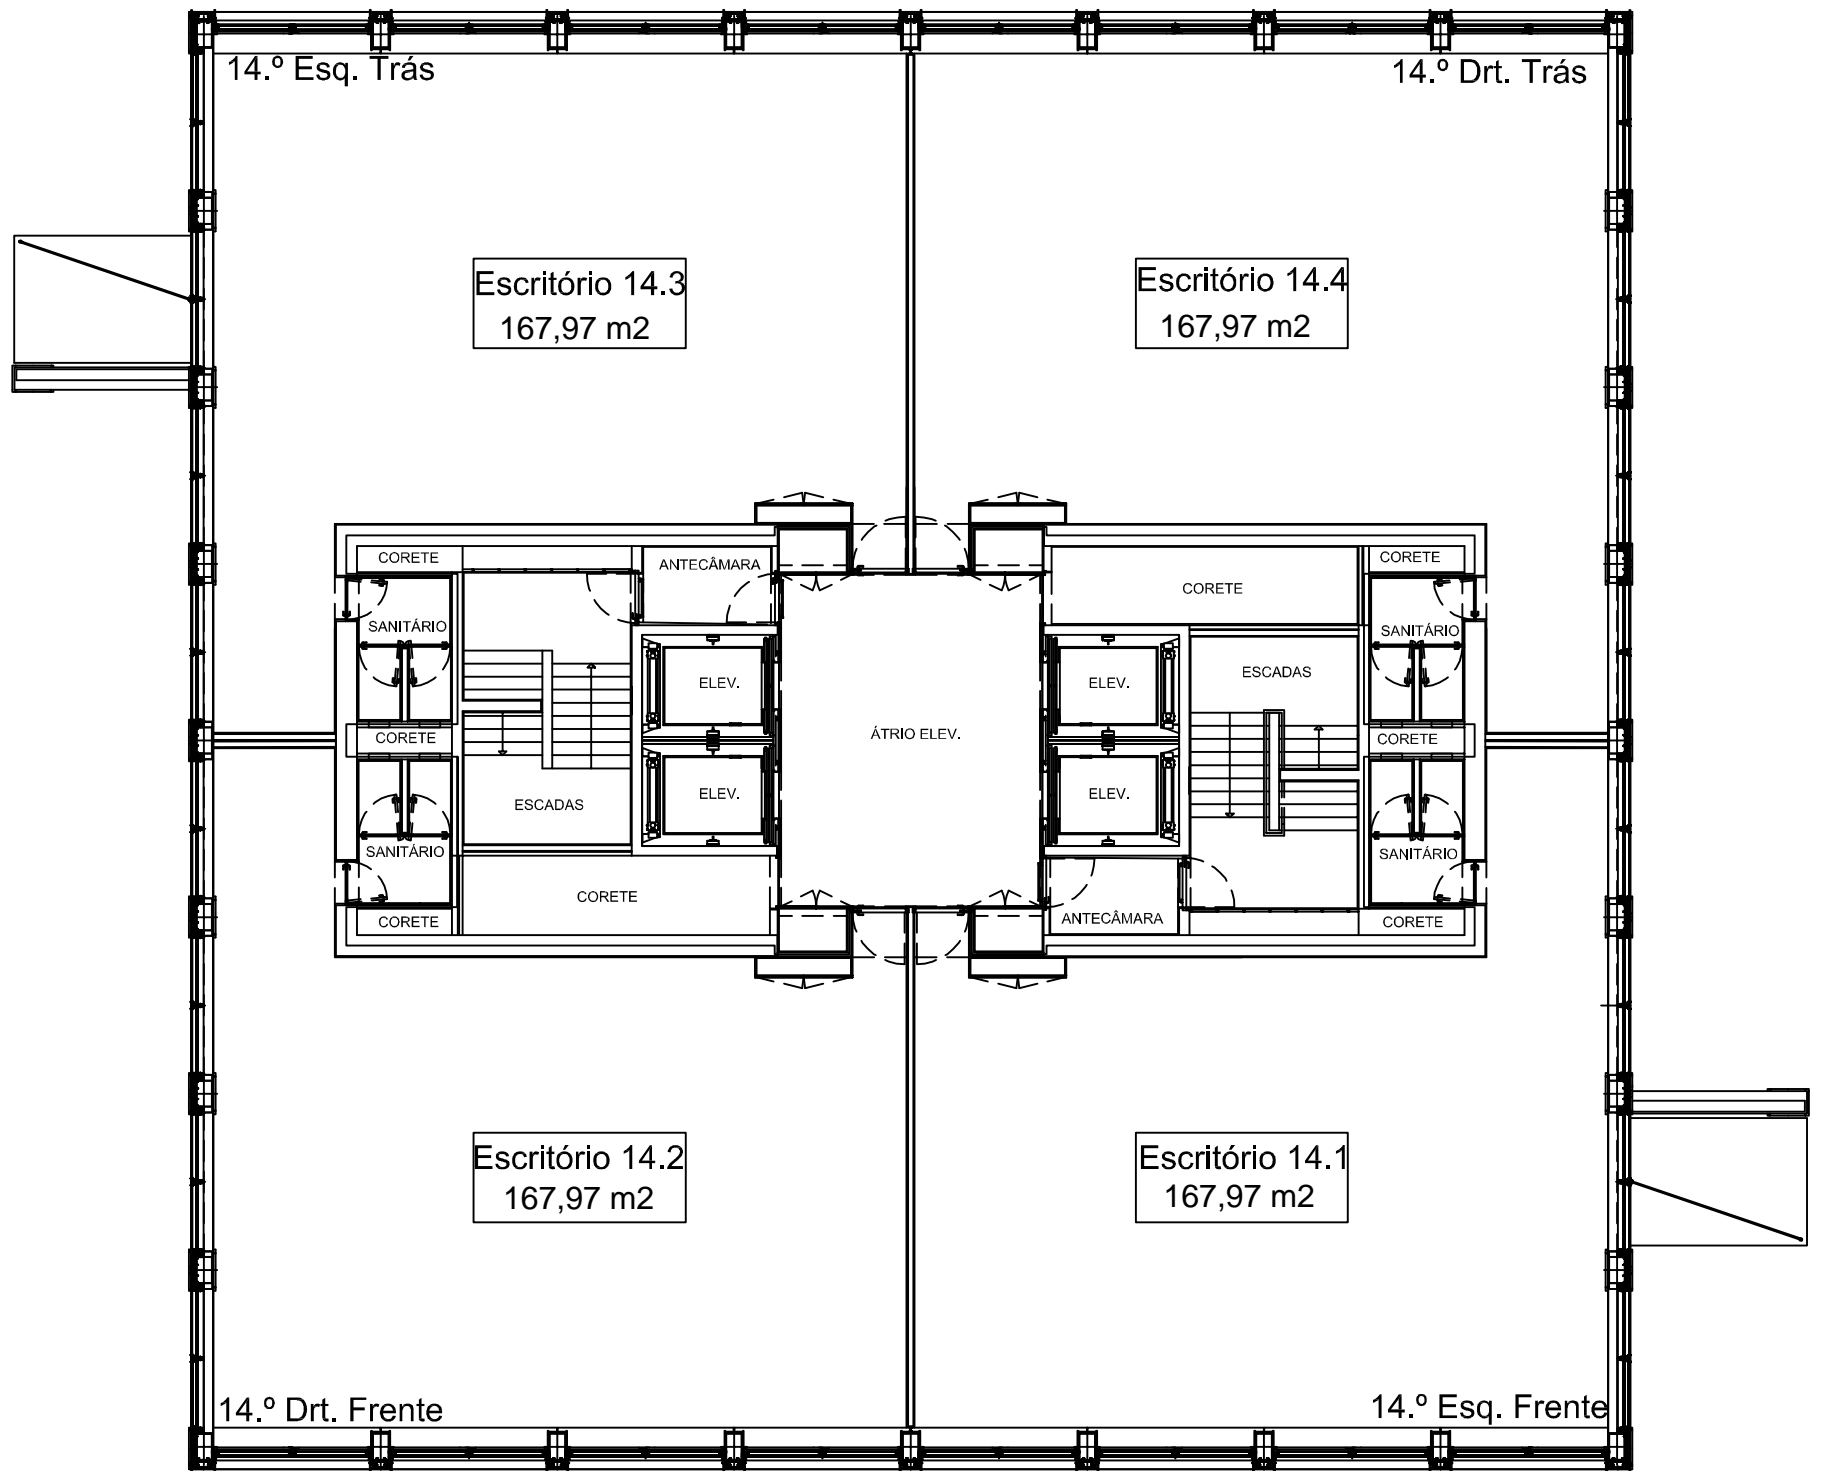 14.º Esq. Trás
14.º Drt. Trás
Escritório 14.3
167,97 m2
Escritório 14.4
167,97 m2
CORETE
ANTECÂMARA
CORETE
CORETE
SANITÁRIO
SANITÁRIO
ELEV.
ELEV.
ESCADAS
CORETE
ÁTRIO ELEV.
CORETE
ESCADAS
ELEV.
ELEV.
SANITÁRIO
SANITÁRIO
CORETE
CORETE
ANTECÂMARA
CORETE
Escritório 14.2
167,97 m2
Escritório 14.1
167,97 m2
14.º Drt. Frente
14.º Esq. Frente